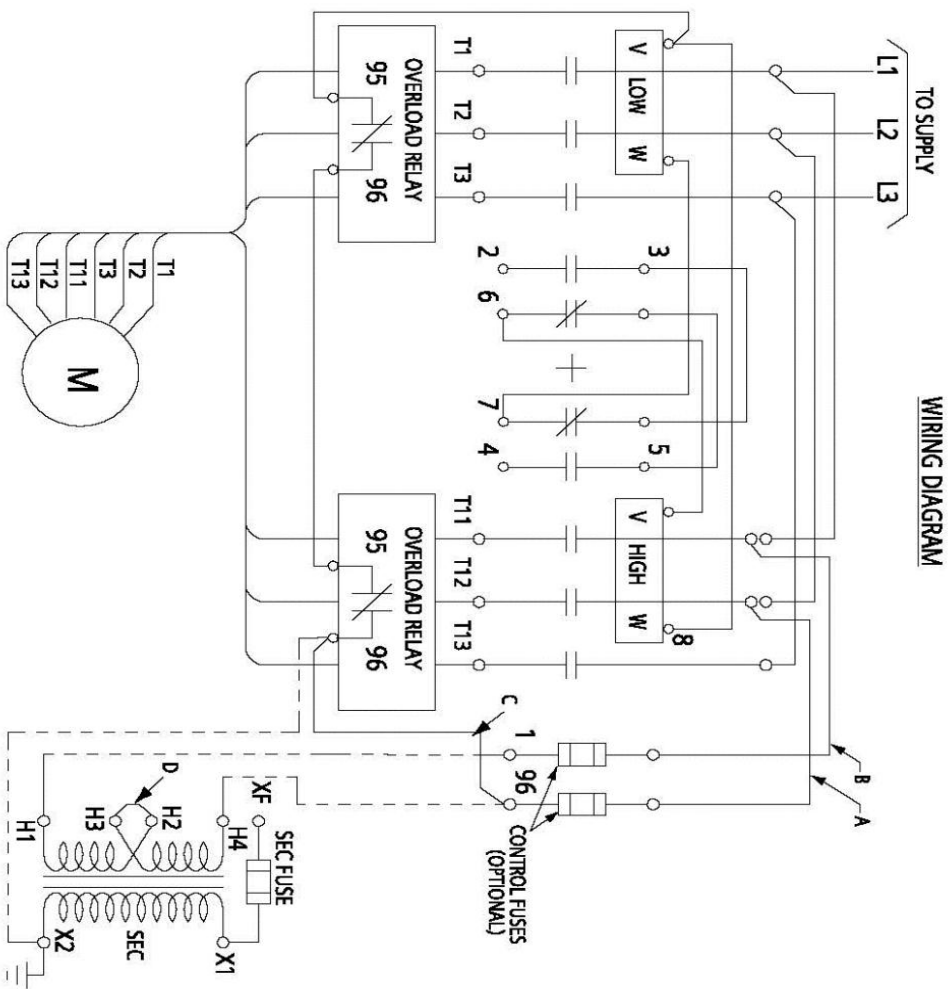 WIRING DIAGRAM
TO SUPPLY
L1 L2 L3
B
A
V LOW W
V HIGH W
8
3
5
2 6 7 4
1 96
CONTROL FUSES
(OPTIONAL)
C
T1 T2 T3
T11 T12 T13
OVERLOAD RELAY
95 96
OVERLOAD RELAY
95 96
XF
SEC FUSE
H4
X1
D
H2
H3
SEC
H1
X2
T1
T2
T3
T11
T12
T13
M